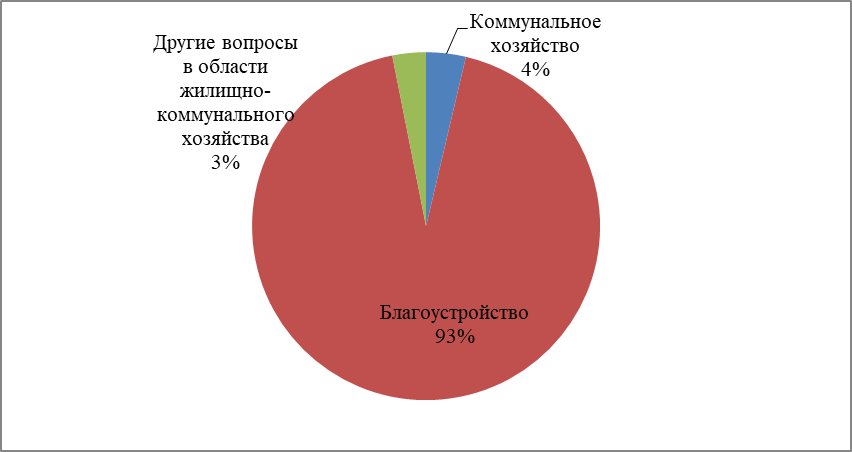 Другие вопросы
в области
жилищно-
коммунального
хозяйства
3%
Коммунальное
хозяйство
4%
Благоустройство
93%